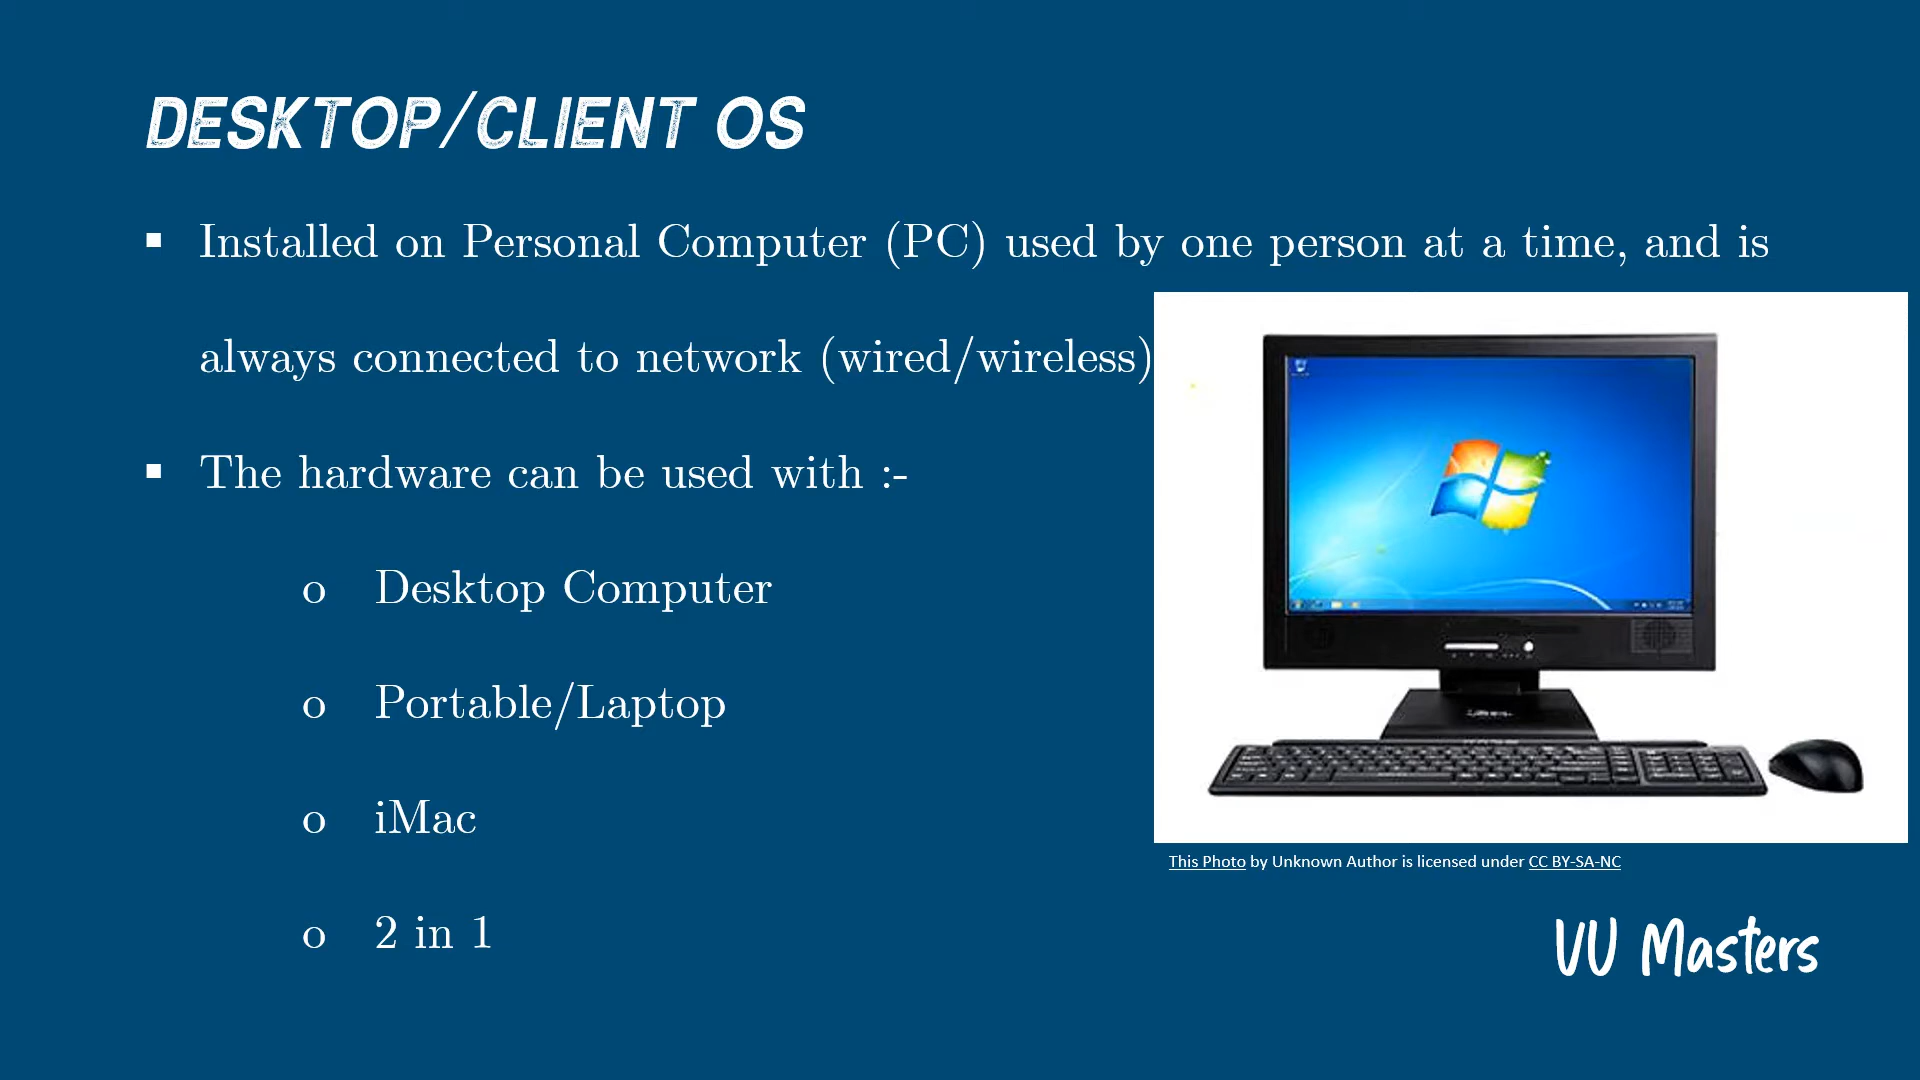 DESKTOP/CLIENT OS
▪ Installed on Personal Computer (PC) used by one person at a time, and is
always connected to network (wired/wireless)
▪ The hardware can be used with :-
o Desktop Computer
o Portable/Laptop
o iMac
o 2 in 1
This Photo by Unknown Author is licensed under CC BY-SA-NC
VU Masters